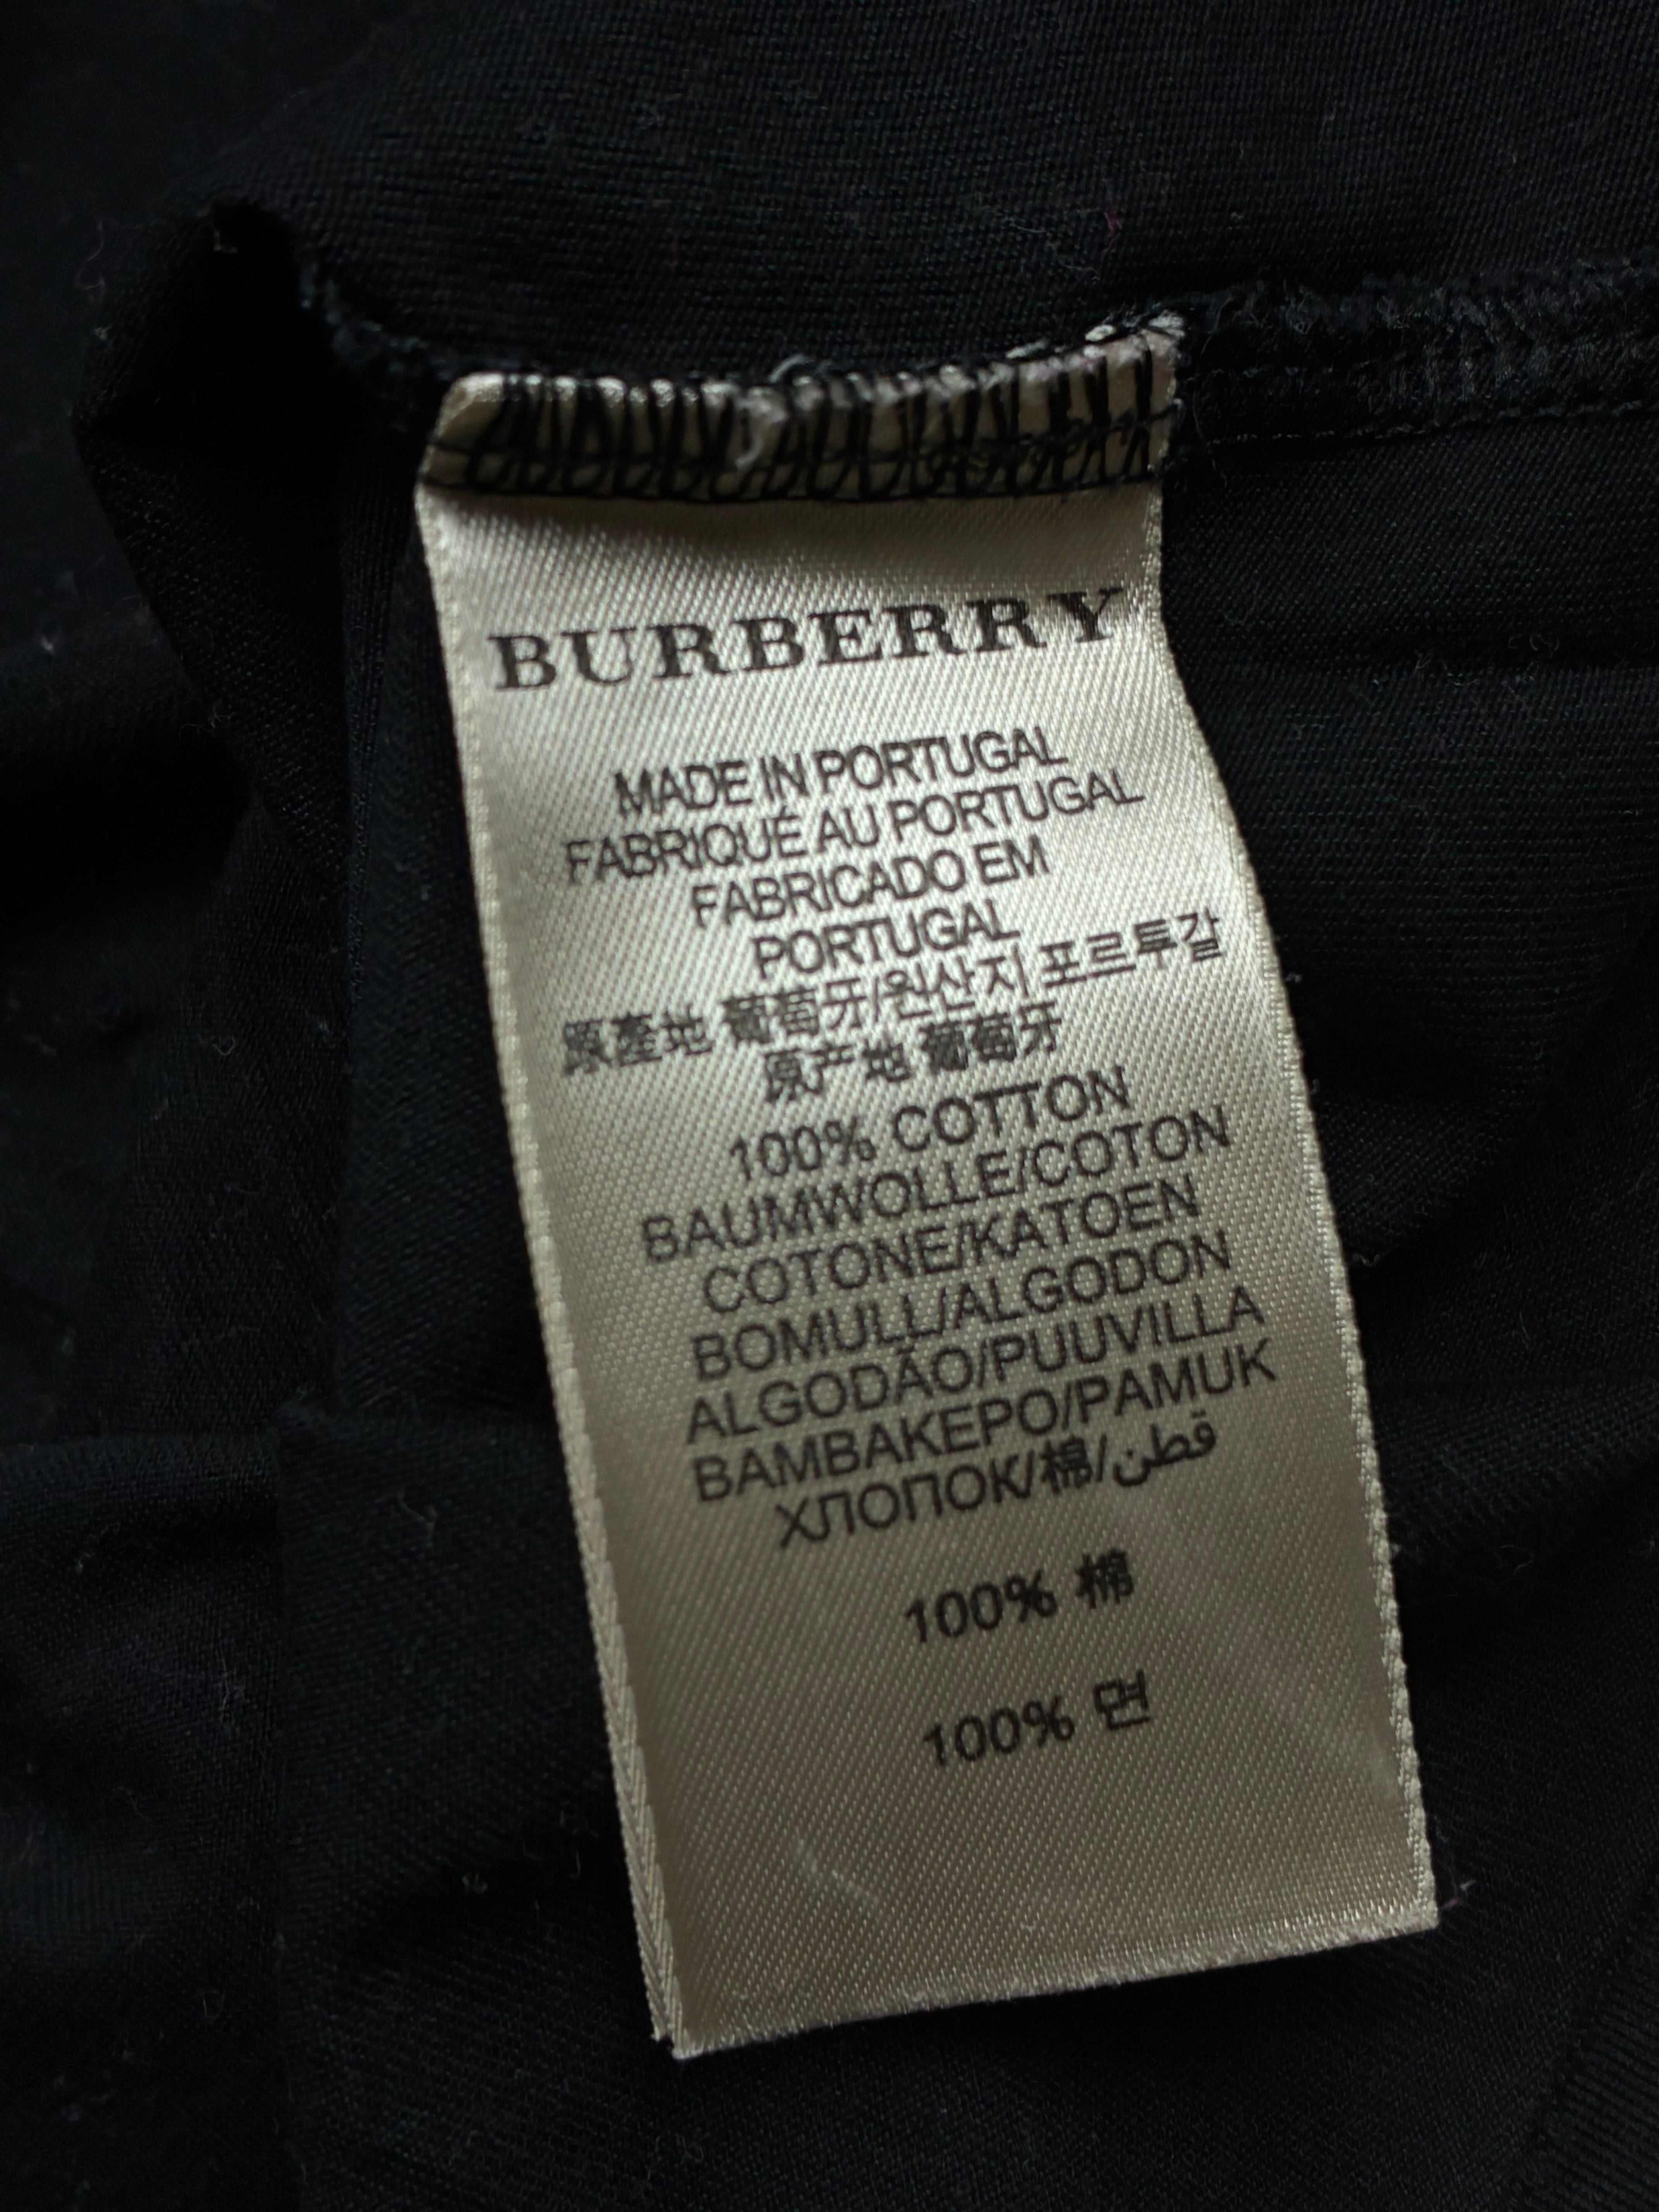 BURBERRY
MADE IN PORTUGAL
FABRIQUÉ AU PORTUGAL
FABRICADO EM
PORTUGAL
原產地 葡萄牙/원산지 포르투갈
原产地 葡萄牙
100% COTTON
BAUMWOLLE/COTON
COTONE/KATOEN
BOMULL/ALGODON
ALGODÃO/PUUVILLA
BAMBAKEPO/PAMUK
ХЛОПОК/棉/قطن
100% 棉
100% 면